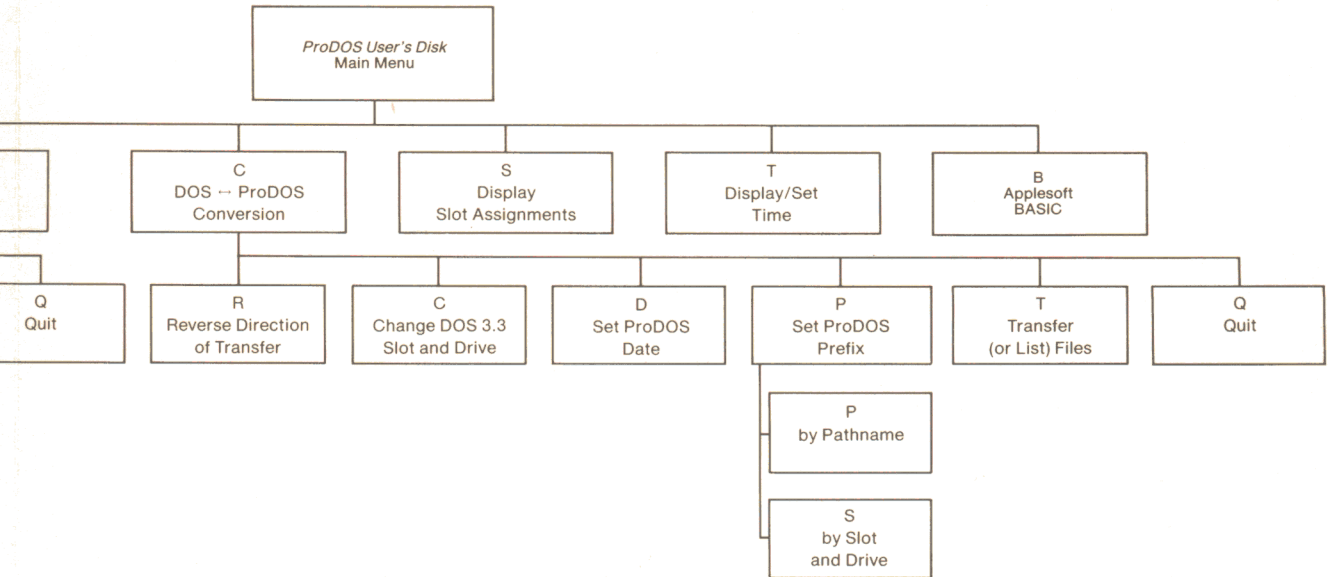 ProDOS User's Disk
Main Menu
C
DOS ↔ ProDOS
Conversion
S
Display
Slot Assignments
T
Display/Set
Time
B
Applesoft
BASIC
Q
Quit
R
Reverse Direction
of Transfer
C
Change DOS 3.3
Slot and Drive
D
Set ProDOS
Date
P
Set ProDOS
Prefix
T
Transfer
(or List) Files
Q
Quit
P
by Pathname
S
by Slot
and Drive